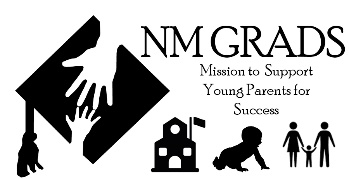 NM GRADS
Mission to Support
Young Parents for
Success